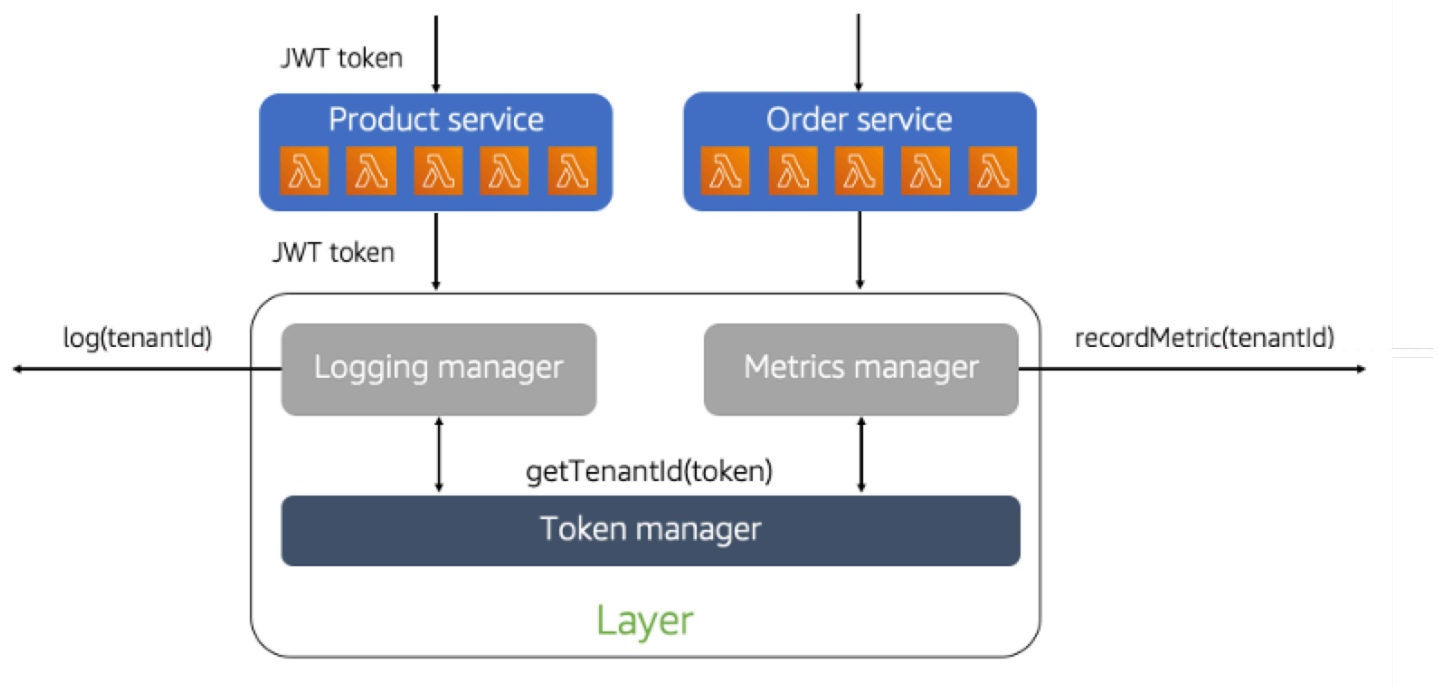 JWT token
Product service
Order service
JWT token
log(tenantId)
Logging manager
Metrics manager
recordMetric(tenantId)
getTenantId(token)
Token manager
Layer